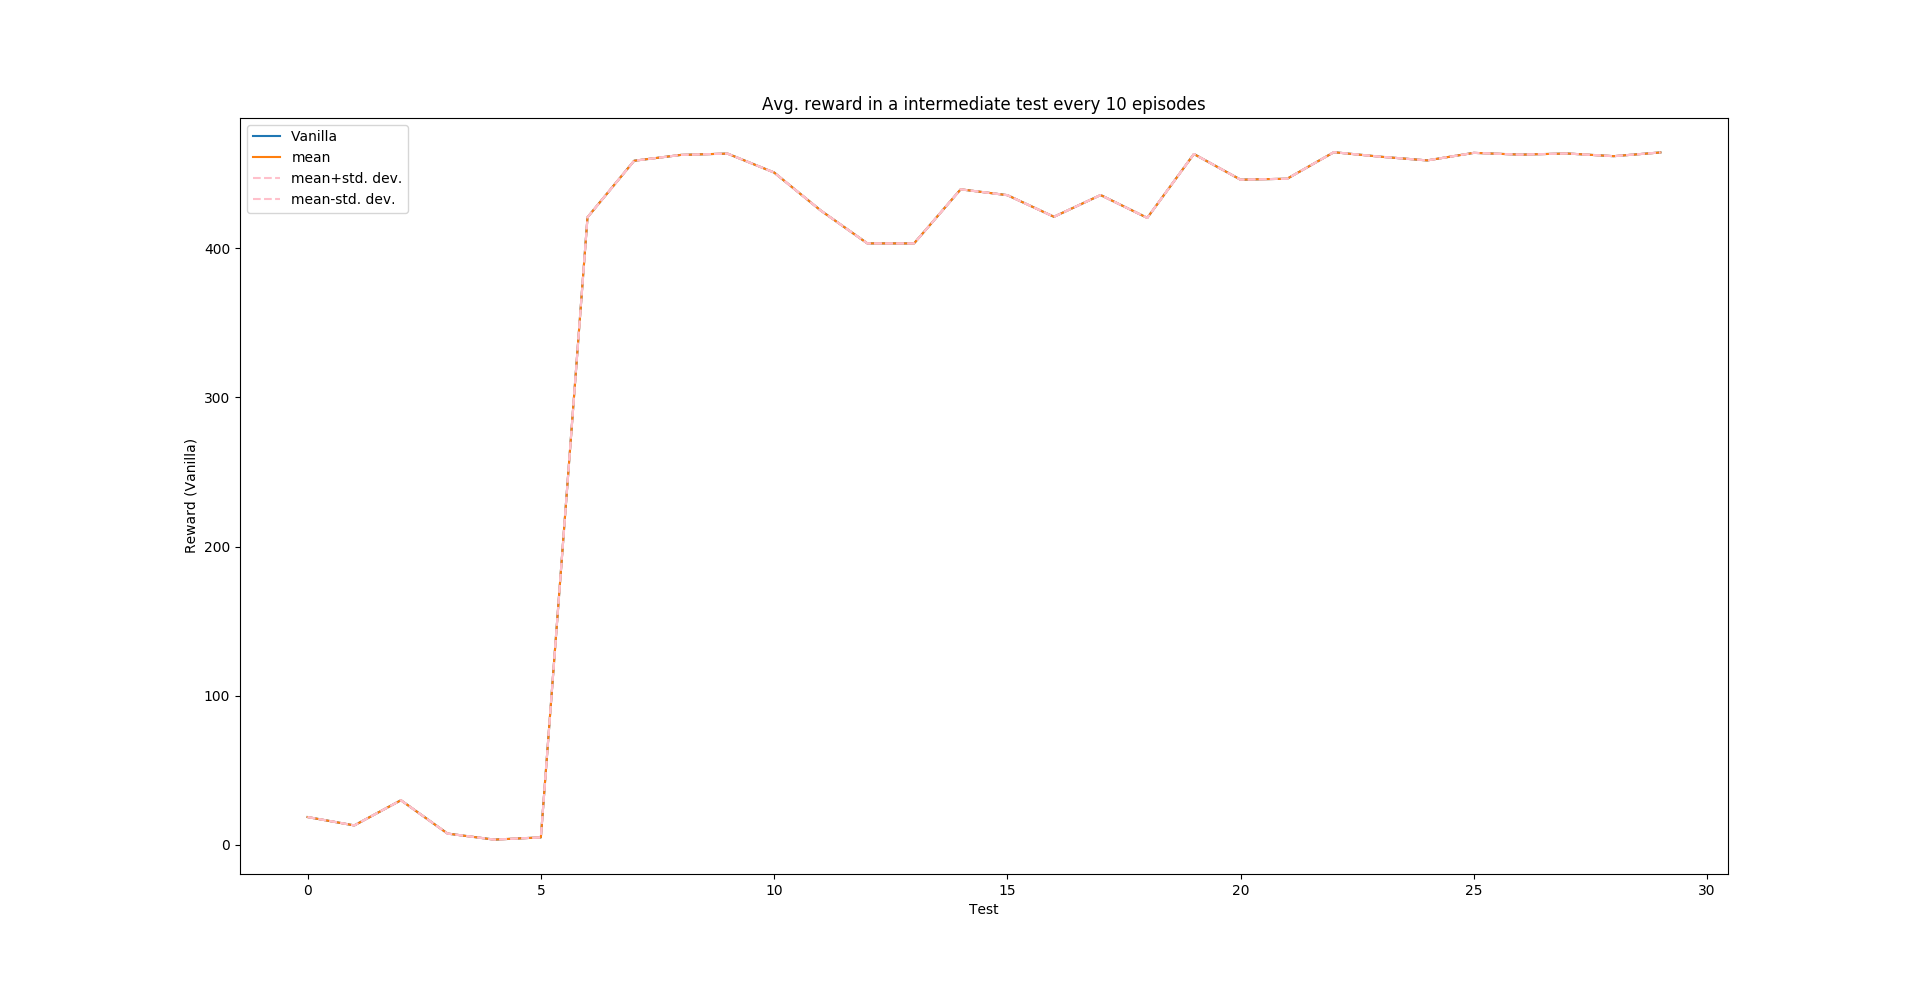 Avg. reward in a intermediate test every 10 episodes
Vanilla
mean
mean+std. dev.
mean-std. dev.
400
300
200
100
0
Reward (Vanilla)
0 5 10 15 20 25 30
Test